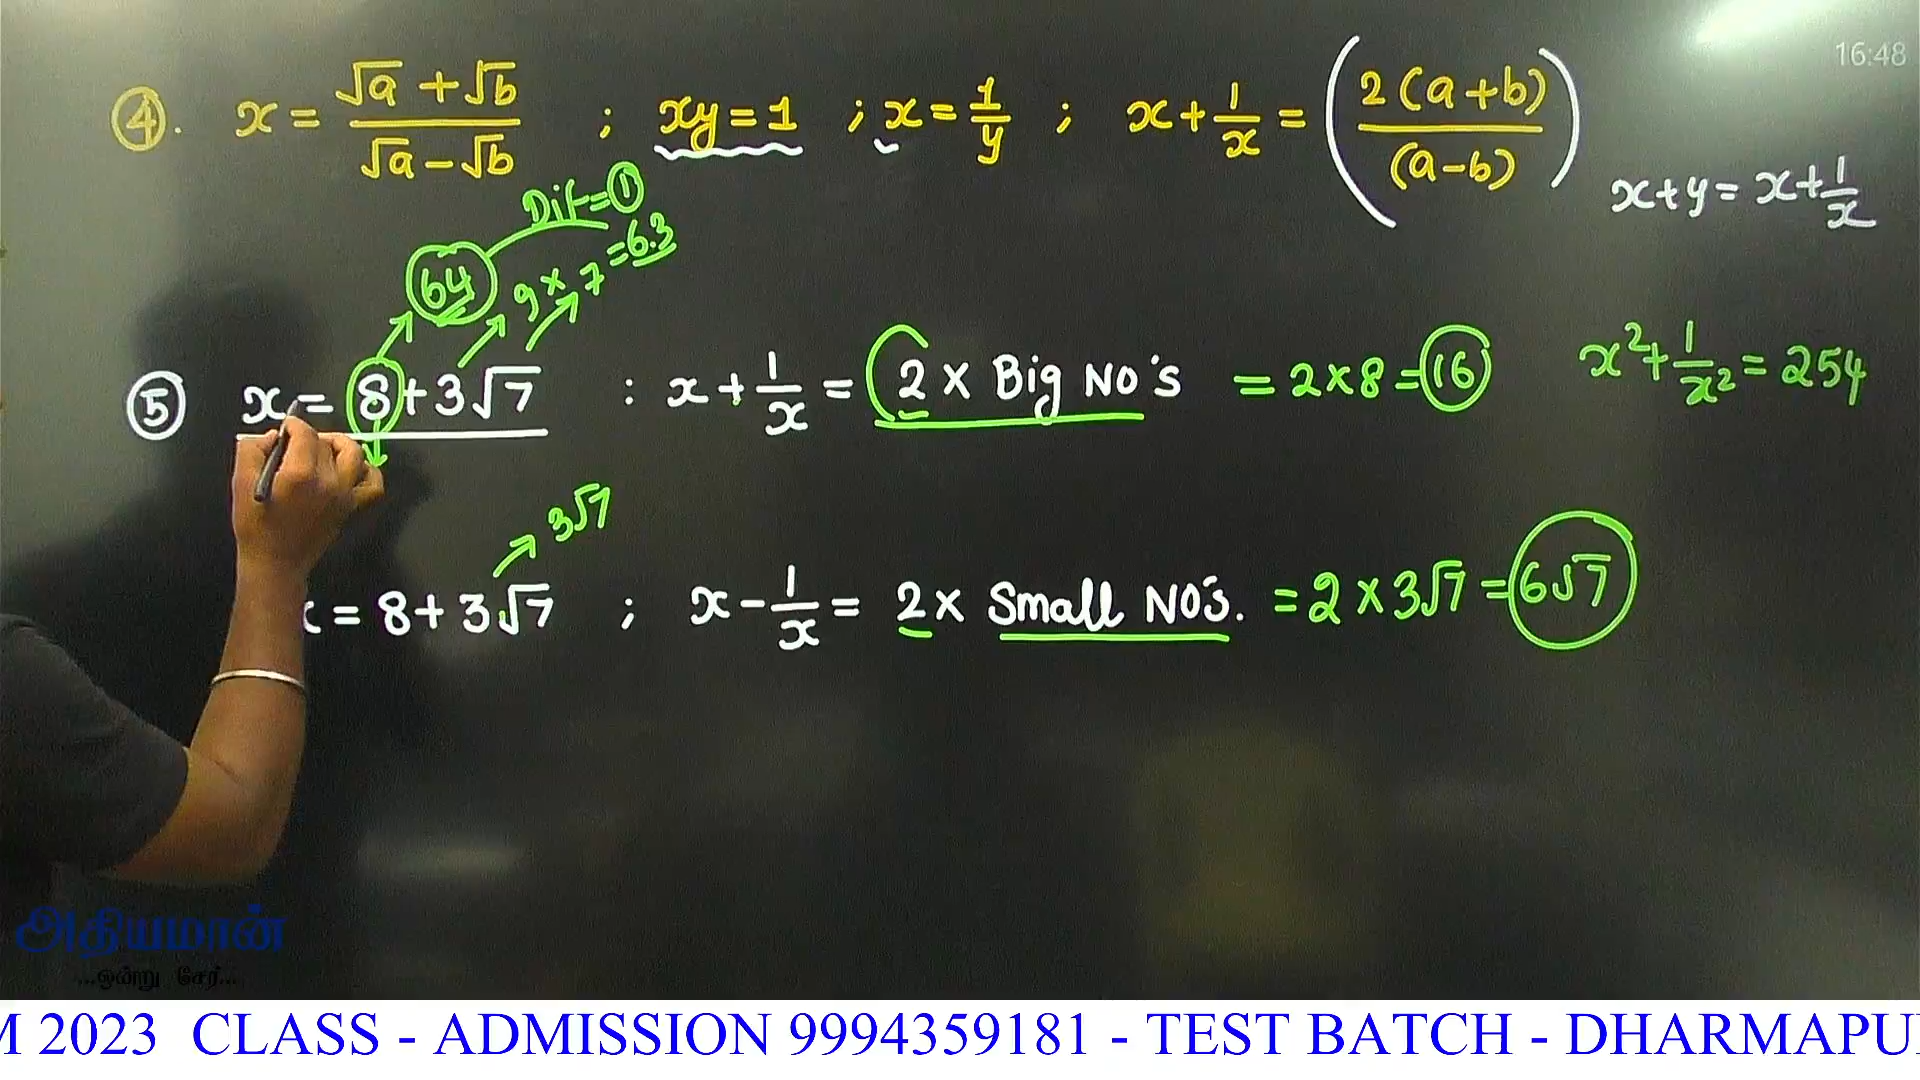 16:48
④. x = (√a + √b)/(√a − √b) ; xy = 1 ; x = 1/y ; x + 1/x = (2(a+b)/(a−b))
x + y = x + 1/x
Dif = ①
64 9 × 7 = 63
⑤ x = 8 + 3√7 : x + 1/x = (2 × Big No's = 2 × 8 = 16 x² + 1/x² = 254
3√7
x = 8 + 3√7 ; x − 1/x = 2 × Small NO's. = 2 × 3√7 = 6√7
அதியமான்
...ஒன்று சேர்...
M 2023 CLASS - ADMISSION 9994359181 - TEST BATCH - DHARMAPU